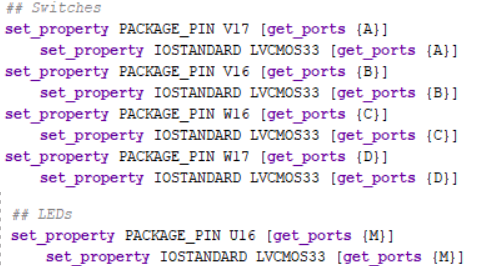 ## Switches
set_property PACKAGE_PIN V17 [get_ports {A}]
set_property IOSTANDARD LVCMOS33 [get_ports {A}]
set_property PACKAGE_PIN V16 [get_ports {B}]
set_property IOSTANDARD LVCMOS33 [get_ports {B}]
set_property PACKAGE_PIN W16 [get_ports {C}]
set_property IOSTANDARD LVCMOS33 [get_ports {C}]
set_property PACKAGE_PIN W17 [get_ports {D}]
set_property IOSTANDARD LVCMOS33 [get_ports {D}]
## LEDs
set_property PACKAGE_PIN U16 [get_ports {M}]
set_property IOSTANDARD LVCMOS33 [get_ports {M}]